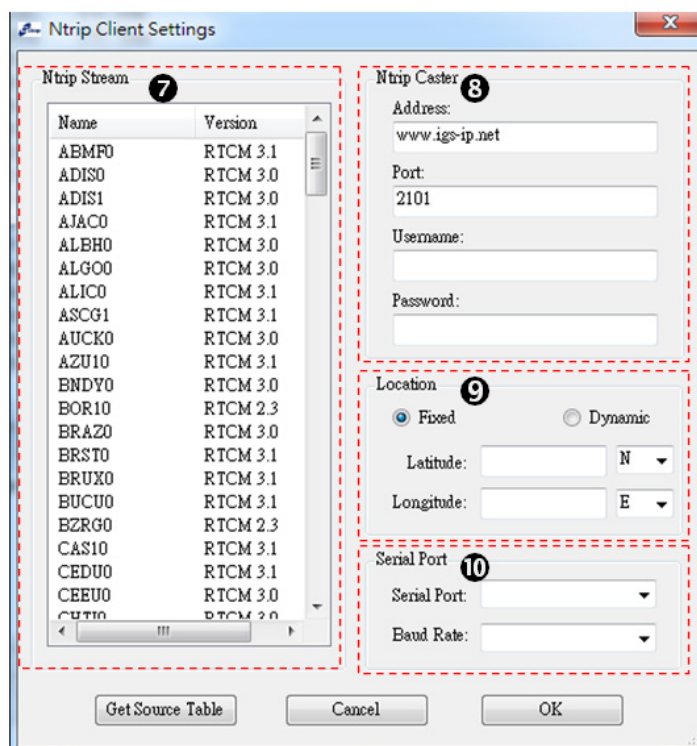 Ntrip Client Settings
Ntrip Stream
7
Name Version
ABMF0 RTCM 3.1
ADIS0 RTCM 3.0
ADIS1 RTCM 3.0
AJAC0 RTCM 3.1
ALBH0 RTCM 3.0
ALGO0 RTCM 3.0
ALIC0 RTCM 3.1
ASCG1 RTCM 3.1
AUCK0 RTCM 3.0
AZU10 RTCM 3.1
BNDY0 RTCM 3.0
BOR10 RTCM 2.3
BRAZ0 RTCM 3.0
BRST0 RTCM 3.1
BRUX0 RTCM 3.1
BUCU0 RTCM 3.1
BZRG0 RTCM 2.3
CAS10 RTCM 3.1
CEDU0 RTCM 3.1
CEEU0 RTCM 3.0
Ntrip Caster
8
Address:
www.igs-ip.net
Port:
2101
Username:
Password:
Location
9
Fixed Dynamic
Latitude: N
Longitude: E
Serial Port
10
Serial Port:
Baud Rate:
Get Source Table Cancel OK